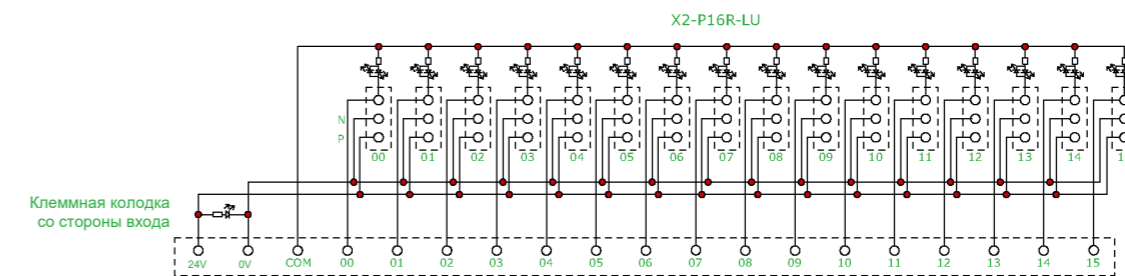 X2-P16R-LU
N
P
00 01 02 03 04 05 06 07 08 09 10 11 12 13 14 1
Клеммная колодка
со стороны входа
24V 0V COM 00 01 02 03 04 05 06 07 08 09 10 11 12 13 14 15